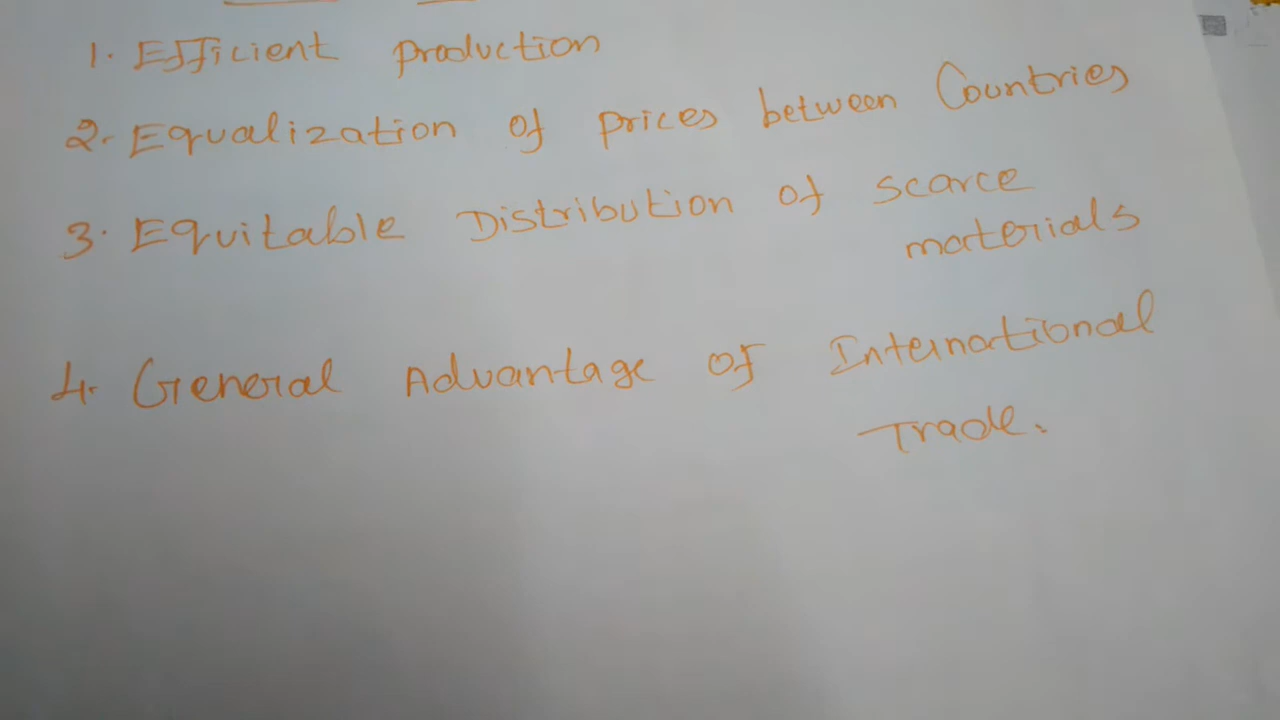 1. Efficient production
2. Equalization of prices between Countries
3. Equitable Distribution of scarce
materials
4. General Advantage of International
Trade.